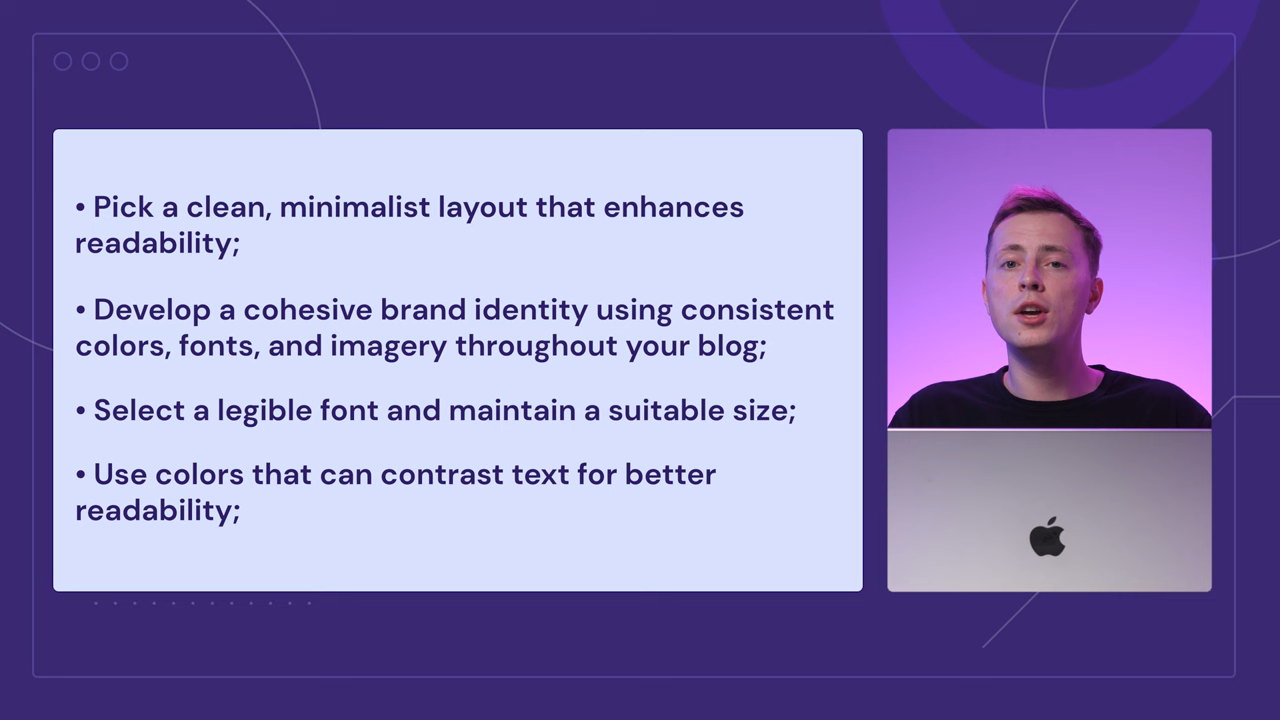 • Pick a clean, minimalist layout that enhances
readability;
• Develop a cohesive brand identity using consistent
colors, fonts, and imagery throughout your blog;
• Select a legible font and maintain a suitable size;
• Use colors that can contrast text for better
readability;